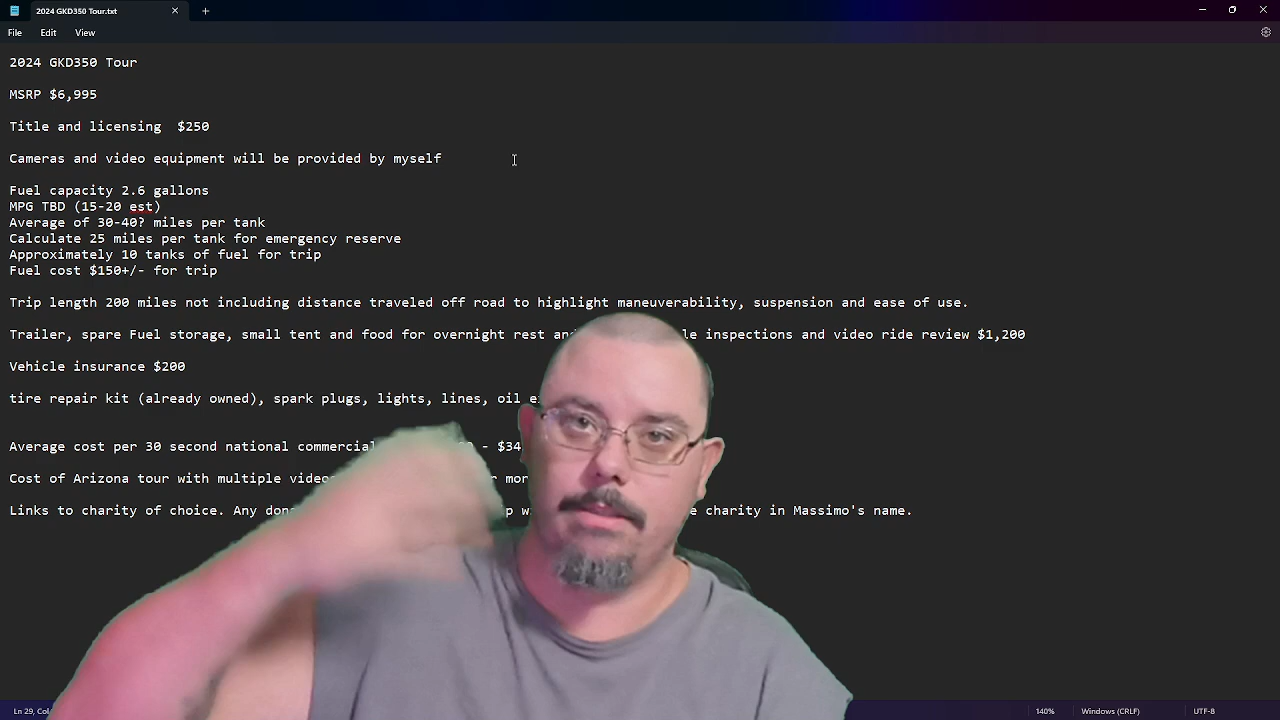 2024 GKD350 Tour.txt
File Edit View
2024 GKD350 Tour
MSRP $6,995
Title and licensing $250
Cameras and video equipment will be provided by myself
Fuel capacity 2.6 gallons
MPG TBD (15-20 est)
Average of 30-40? miles per tank
Calculate 25 miles per tank for emergency reserve
Approximately 10 tanks of fuel for trip
Fuel cost $150+/- for trip
Trip length 200 miles not including distance traveled off road to highlight maneuverability, suspension and ease of use.
Trailer, spare Fuel storage, small tent and food for overnight rest inspections and video ride review $1,200
Vehicle insurance $200
tire repair kit (already owned), spark plugs, lights, lines, oil
Average cost per 30 second national commercial - $34
Cost of Arizona tour with multiple
Links to charity of choice. Any charity in Massimo's name.
Ln 29, 140% Windows (CRLF) UTF-8